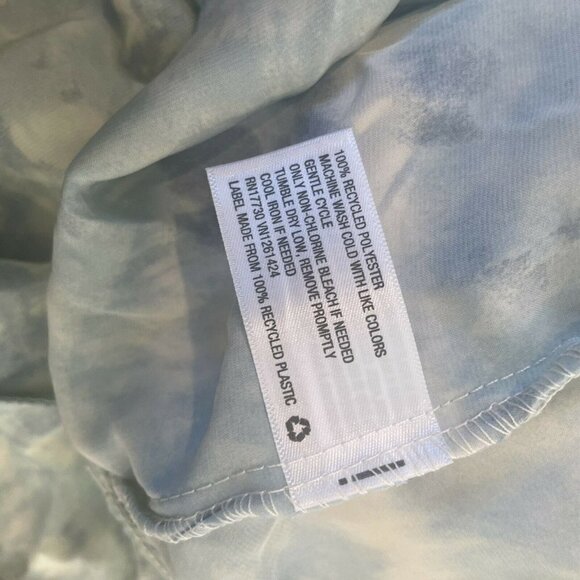 100% RECYCLED POLYESTER
MACHINE WASH COLD WITH LIKE COLORS
GENTLE CYCLE
ONLY NON-CHLORINE BLEACH IF NEEDED
TUMBLE DRY LOW, REMOVE PROMPTLY
COOL IRON IF NEEDED
RN17730 VN1261424
LABEL MADE FROM 100% RECYCLED PLASTIC